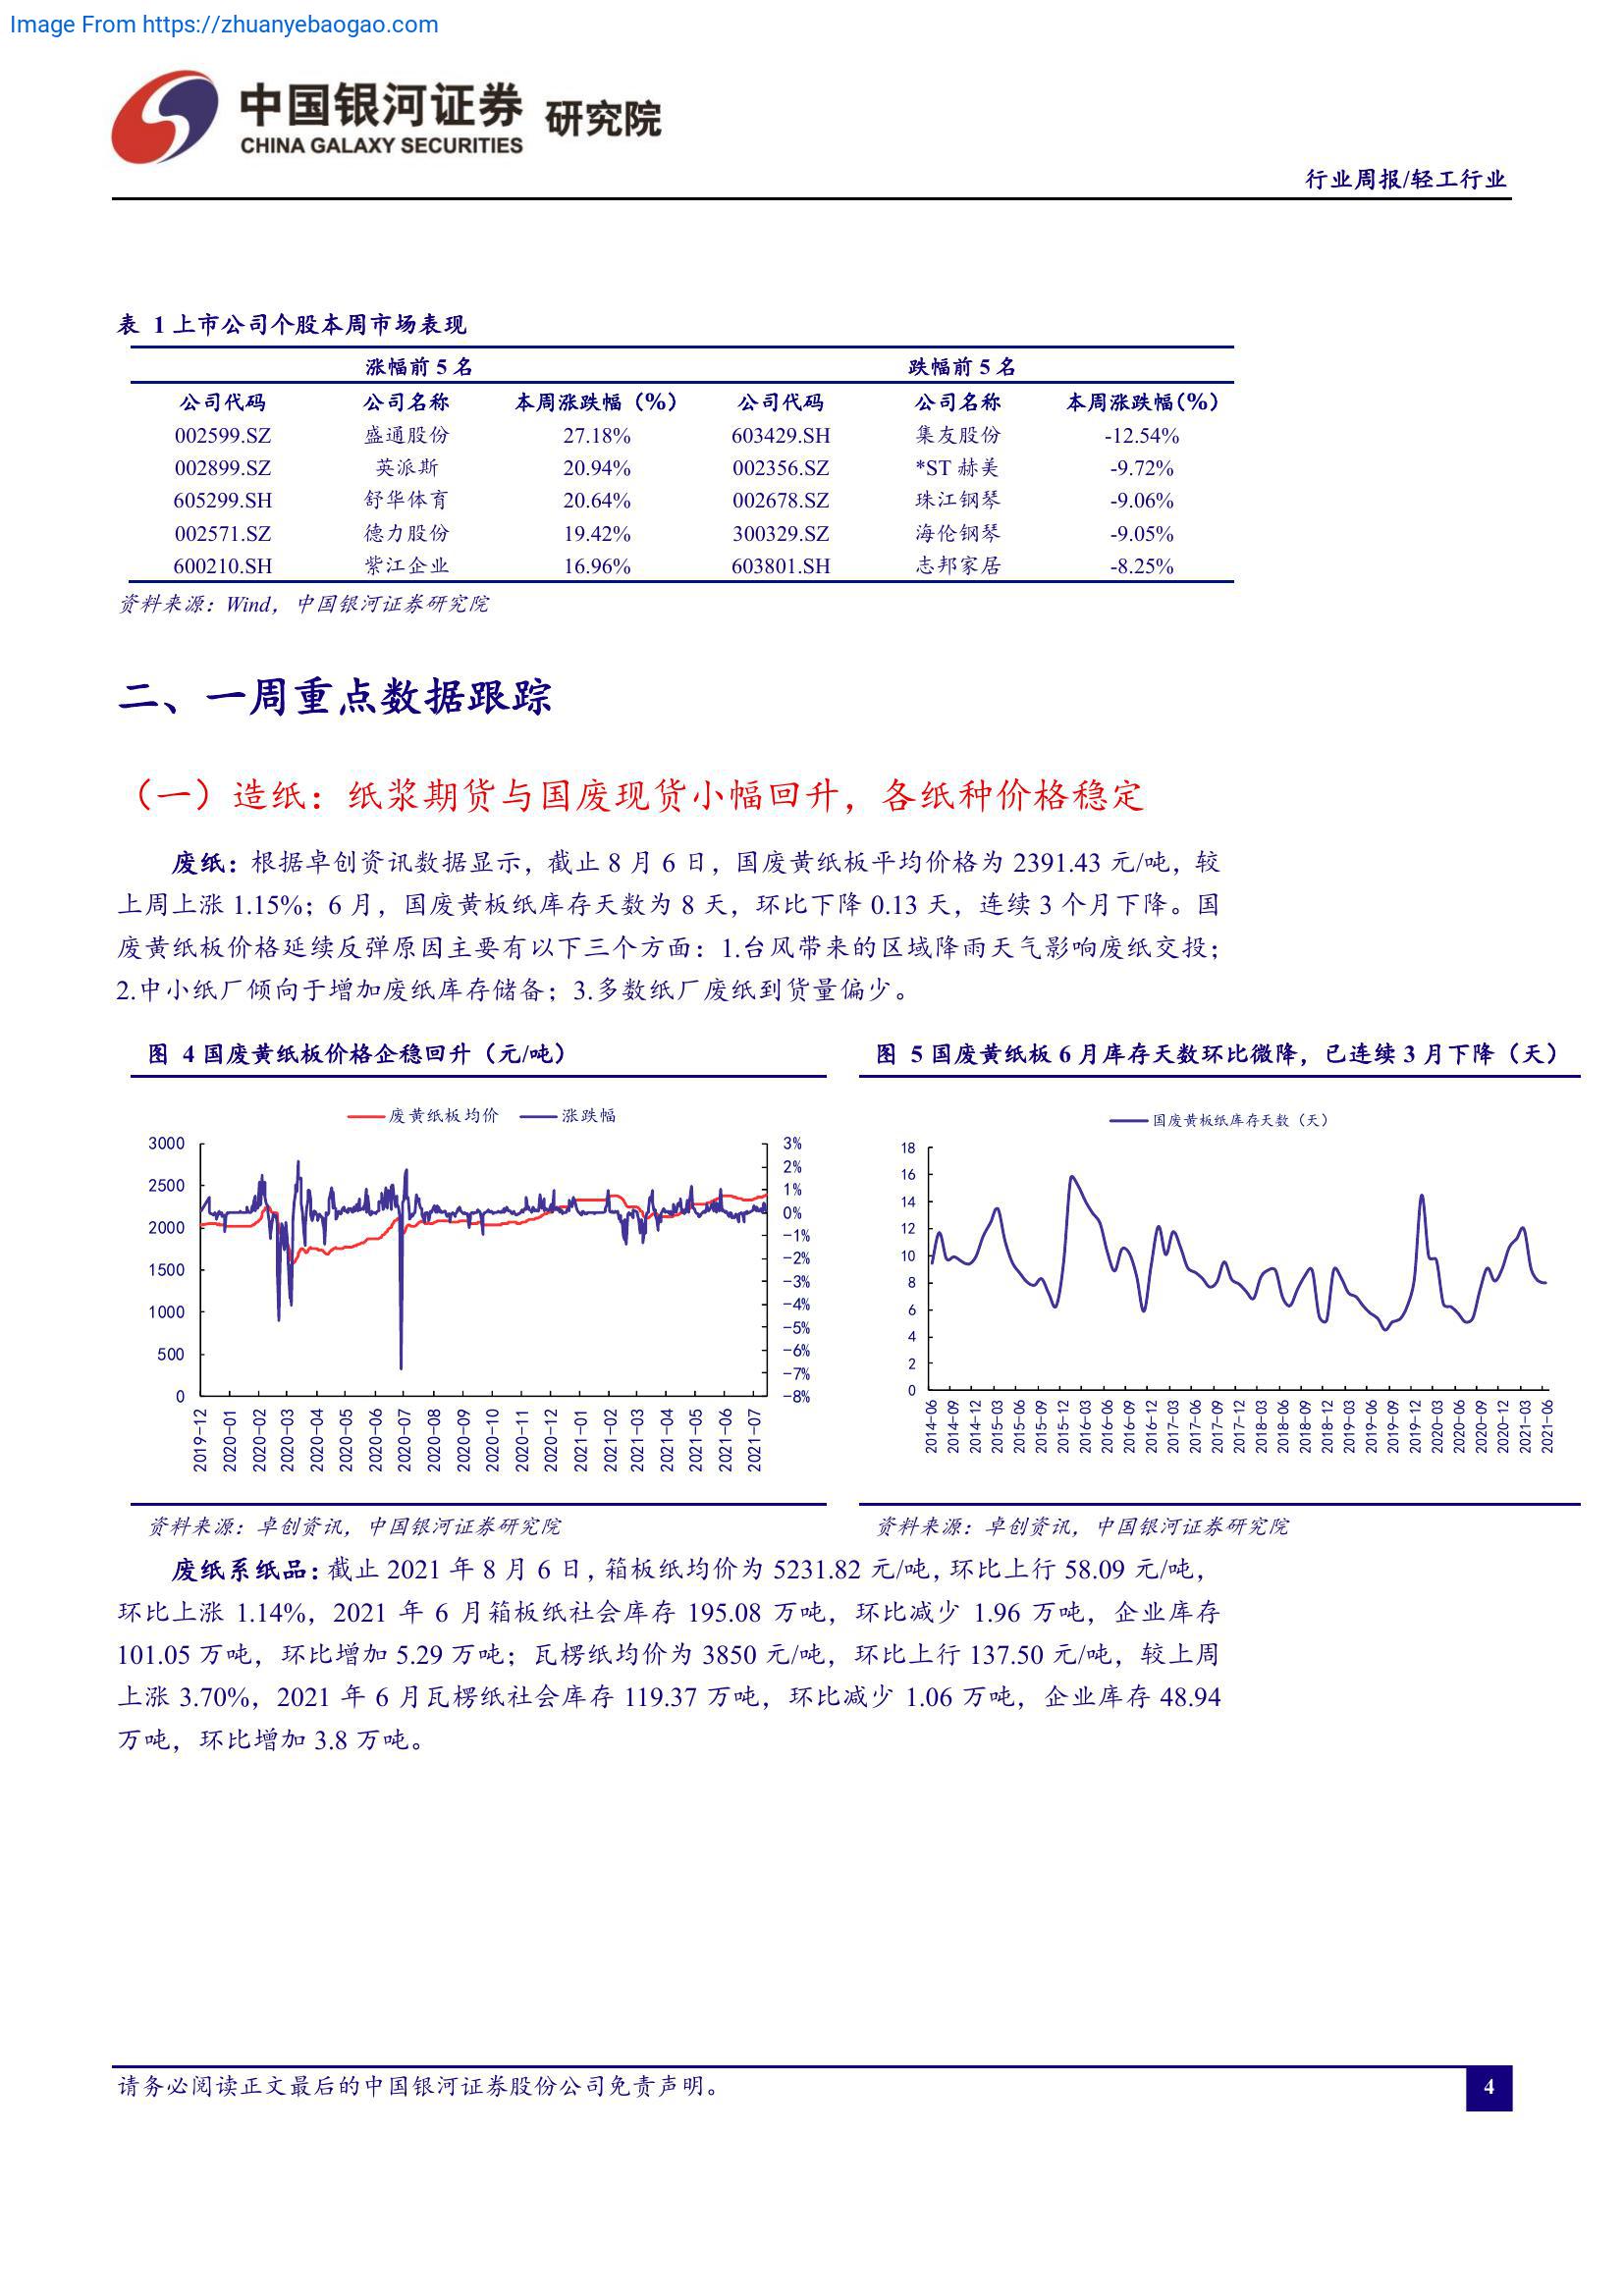 Image From https://zhuanyebaogao.com
中国银河证券 研究院
CHINA GALAXY SECURITIES
行业周报/轻工行业
表 1 上市公司个股本周市场表现
涨幅前 5 名 跌幅前 5 名
公司代码 公司名称 本周涨跌幅（%） 公司代码 公司名称 本周涨跌幅(%)
002599.SZ 盛通股份 27.18% 603429.SH 集友股份 -12.54%
002899.SZ 英派斯 20.94% 002356.SZ *ST 赫美 -9.72%
605299.SH 舒华体育 20.64% 002678.SZ 珠江钢琴 -9.06%
002571.SZ 德力股份 19.42% 300329.SZ 海伦钢琴 -9.05%
600210.SH 紫江企业 16.96% 603801.SH 志邦家居 -8.25%
资料来源：Wind，中国银河证券研究院
二、一周重点数据跟踪
（一）造纸：纸浆期货与国废现货小幅回升，各纸种价格稳定
废纸：根据卓创资讯数据显示，截止 8 月 6 日，国废黄纸板平均价格为 2391.43 元/吨，较
上周上涨 1.15%；6 月，国废黄板纸库存天数为 8 天，环比下降 0.13 天，连续 3 个月下降。国
废黄纸板价格延续反弹原因主要有以下三个方面：1.台风带来的区域降雨天气影响废纸交投；
2.中小纸厂倾向于增加废纸库存储备；3.多数纸厂废纸到货量偏少。
图 4 国废黄纸板价格企稳回升（元/吨）
废黄纸板均价 涨跌幅
3000
2500
2000
1500
1000
500
0
3%
2%
1%
0%
-1%
-2%
-3%
-4%
-5%
-6%
-7%
-8%
2019-12
2020-01
2020-02
2020-03
2020-04
2020-05
2020-06
2020-07
2020-08
2020-09
2020-10
2020-11
2020-12
2021-01
2021-02
2021-03
2021-04
2021-05
2021-06
2021-07
资料来源：卓创资讯，中国银河证券研究院
图 5 国废黄纸板 6 月库存天数环比微降，已连续 3 月下降（天）
国废黄板纸库存天数（天）
18
16
14
12
10
8
6
4
2
0
2014-06
2014-09
2014-12
2015-03
2015-06
2015-09
2015-12
2016-03
2016-06
2016-09
2016-12
2017-03
2017-06
2017-09
2017-12
2018-03
2018-06
2018-09
2018-12
2019-03
2019-06
2019-09
2019-12
2020-03
2020-06
2020-09
2020-12
2021-03
2021-06
资料来源：卓创资讯，中国银河证券研究院
废纸系纸品：截止 2021 年 8 月 6 日，箱板纸均价为 5231.82 元/吨，环比上行 58.09 元/吨，
环比上涨 1.14%，2021 年 6 月箱板纸社会库存 195.08 万吨，环比减少 1.96 万吨，企业库存
101.05 万吨，环比增加 5.29 万吨；瓦楞纸均价为 3850 元/吨，环比上行 137.50 元/吨，较上周
上涨 3.70%，2021 年 6 月瓦楞纸社会库存 119.37 万吨，环比减少 1.06 万吨，企业库存 48.94
万吨，环比增加 3.8 万吨。
请务必阅读正文最后的中国银河证券股份公司免责声明。
4